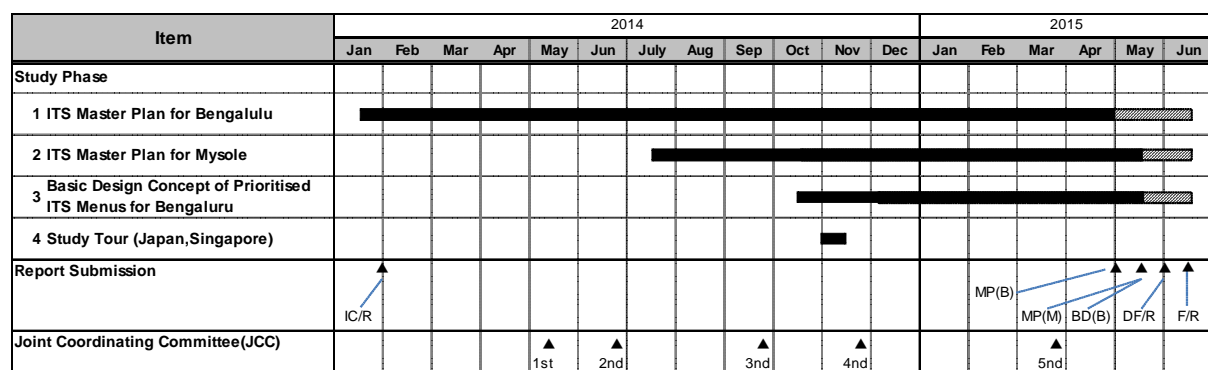 Item
2014
2015
Jan Feb Mar Apr May Jun July Aug Sep Oct Nov Dec Jan Feb Mar Apr May Jun
Study Phase
1 ITS Master Plan for Bengalulu
2 ITS Master Plan for Mysole
3 Basic Design Concept of Prioritised
ITS Menus for Bengaluru
4 Study Tour (Japan,Singapore)
Report Submission
MP(B)
IC/R MP(M) BD(B) DF/R F/R
Joint Coordinating Committee(JCC)
1st 2nd 3nd 4nd 5nd